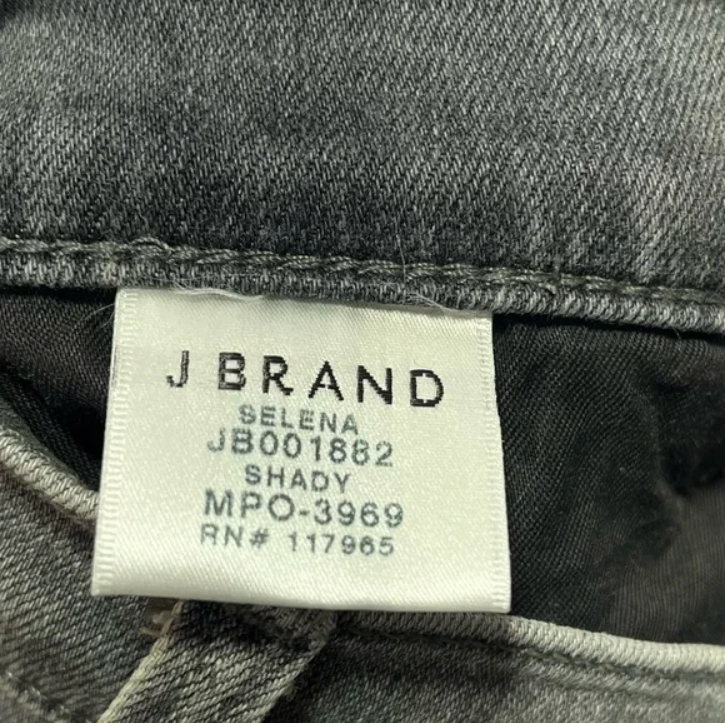 J BRAND
SELENA
JB001882
SHADY
MPO-3969
RN# 117965